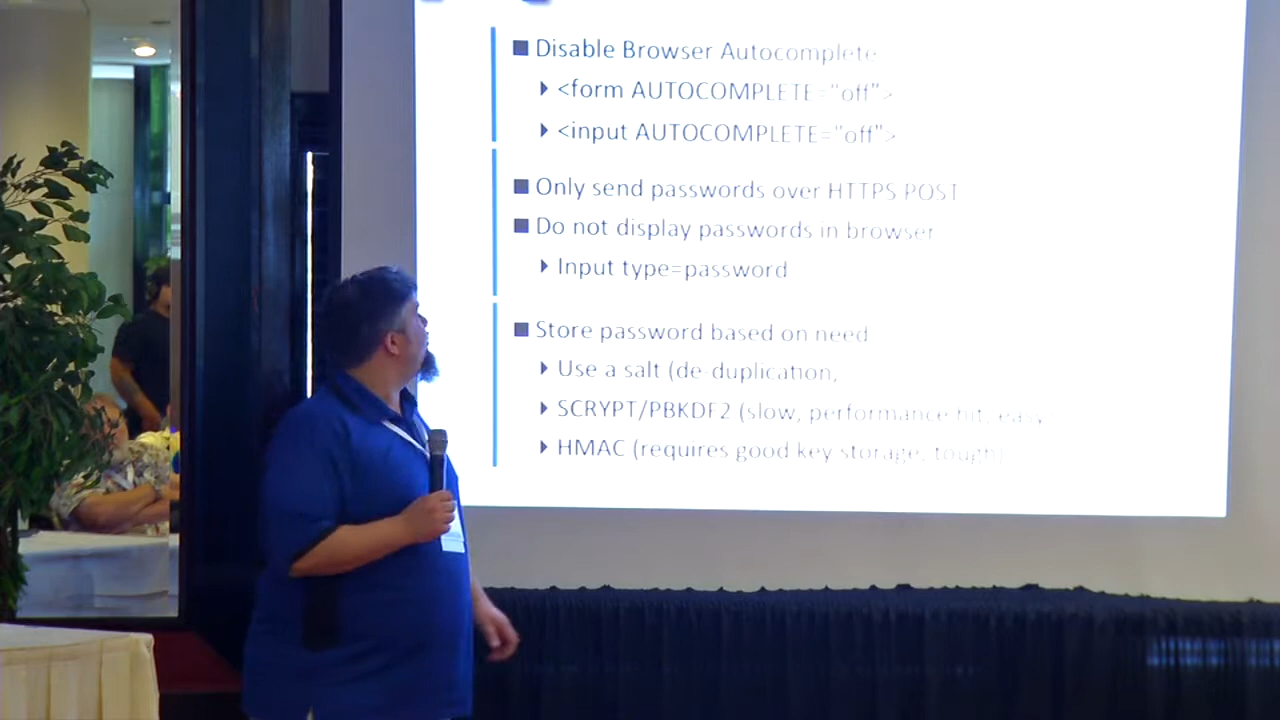 Disable Browser Autocomplete
<form AUTOCOMPLETE="off">
<input AUTOCOMPLETE="off">
Only send passwords over HTTPS POST
Do not display passwords in browser
Input type=password
Store password based on need
Use a salt (de-duplication,
SCRYPT/PBKDF2 (slow, performance hit, easy
HMAC (requires good key storage, tough)